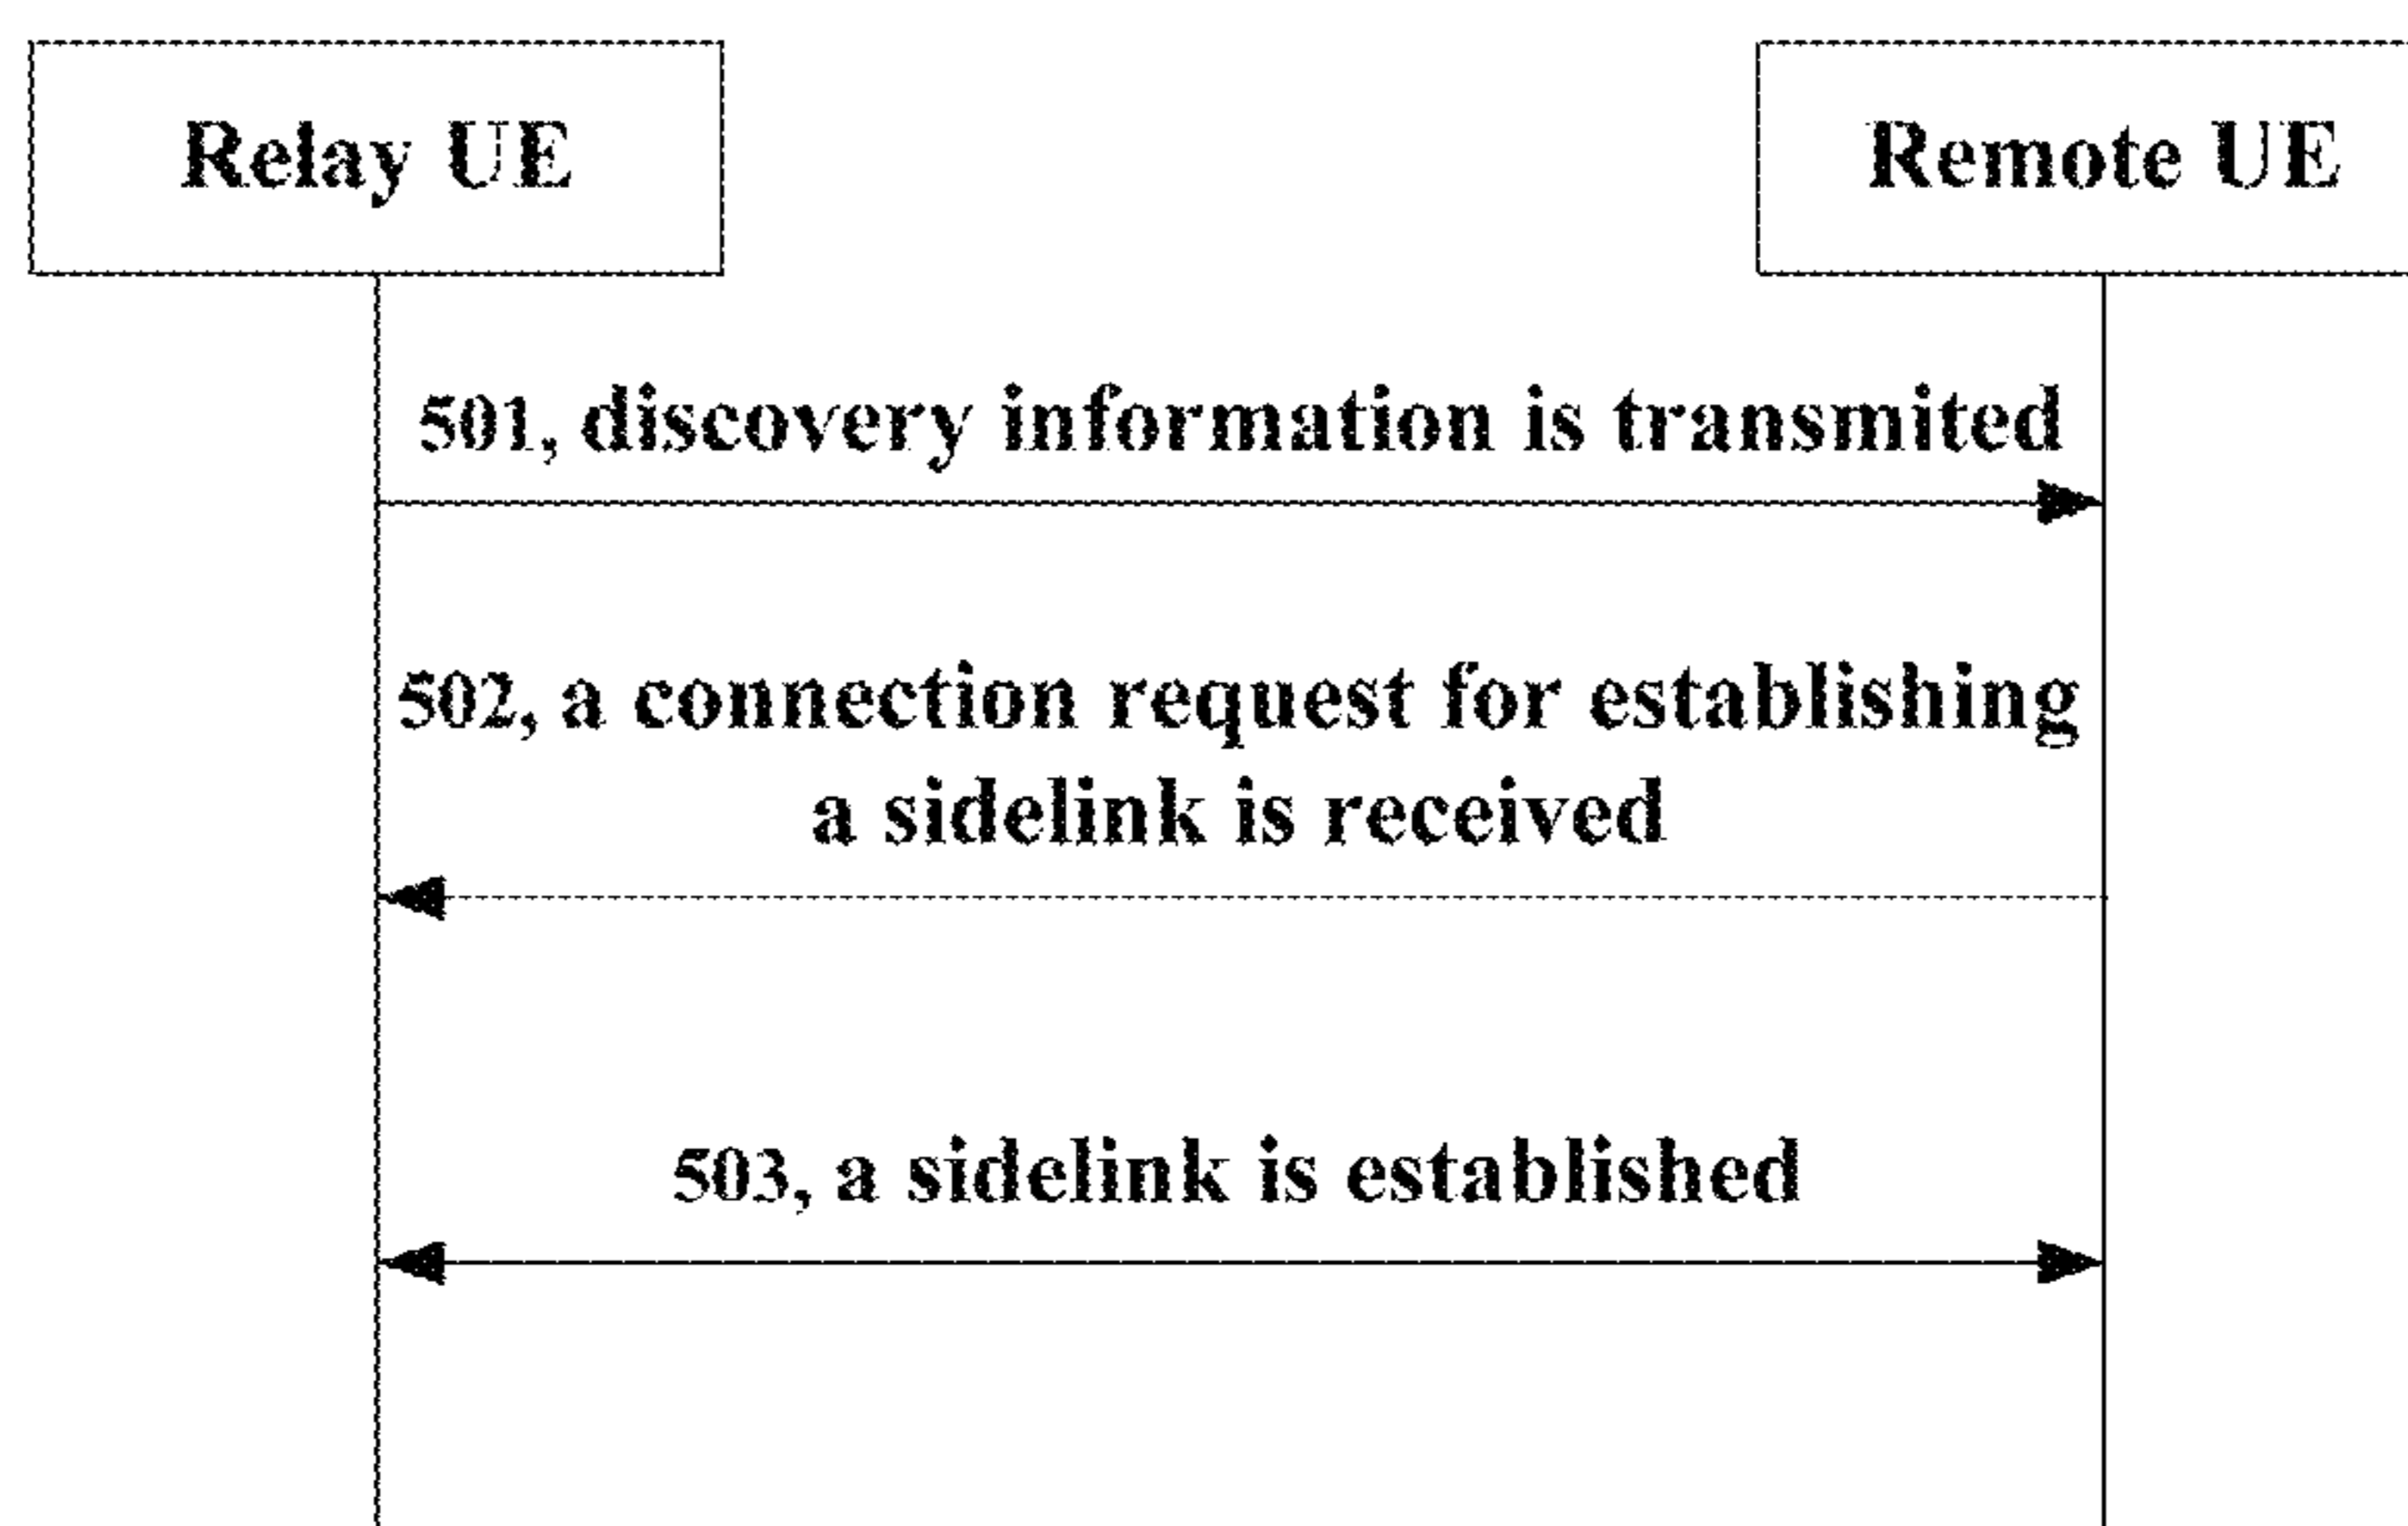 Relay UE
Remote UE
501, discovery information is transmited
502, a connection request for establishing
a sidelink is received
503, a sidelink is established